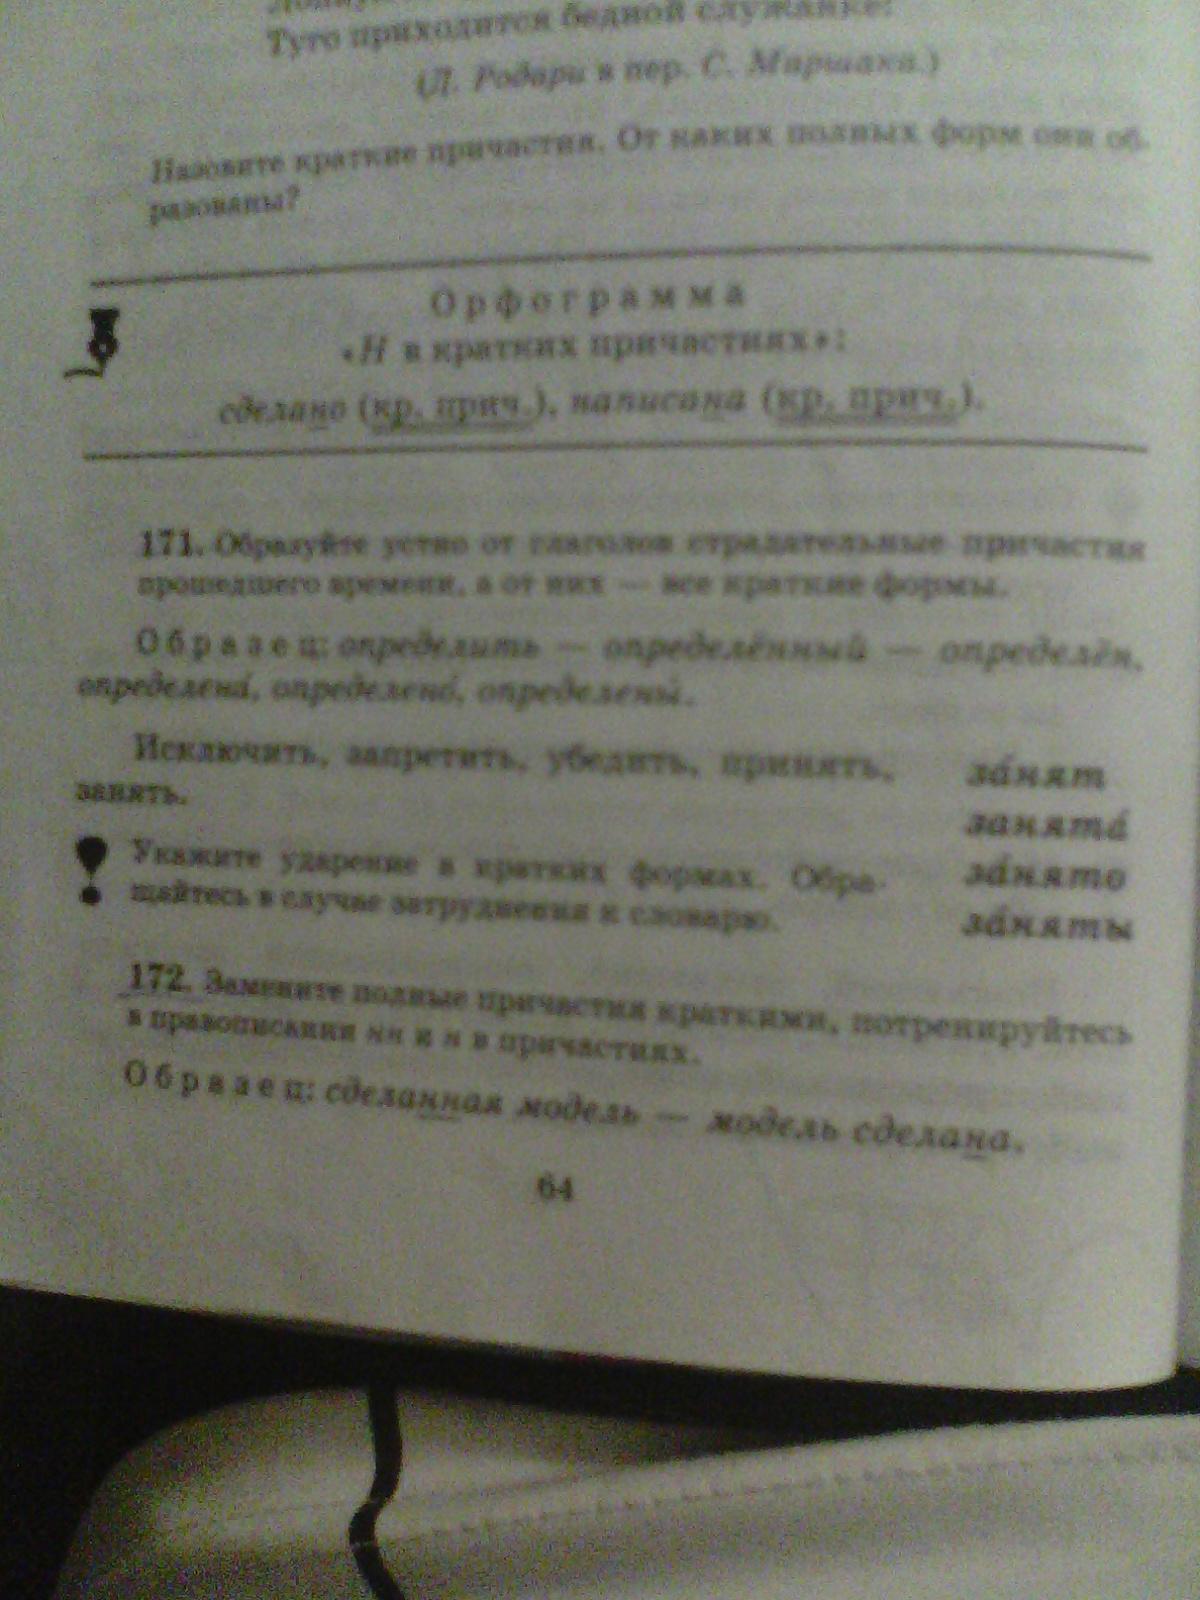 Туго приходится бедной служанке!
(Д. Родари в пер. С. Маршака.)
Назовите краткие причастия. От каких полных форм они об-
разованы?
Орфограмма
«Н в кратких причастиях»:
сделано (кр. прич.), написана (кр. прич.).
171. Образуйте устно от глаголов страдательные причастия
прошедшего времени, а от них — все краткие формы.
Образец: определить — определённый — определён,
определена́, определено́, определены́.
Исключить, запретить, убедить, принять,
занять.
за́нят
занята́
за́нято
за́няты
Укажите ударение в кратких формах. Обра-
щайтесь в случае затруднения к словарю.
172. Замените полные причастия краткими, потренируйтесь
в правописании нн и н в причастиях.
Образец: сделанная модель — модель сделана.
64